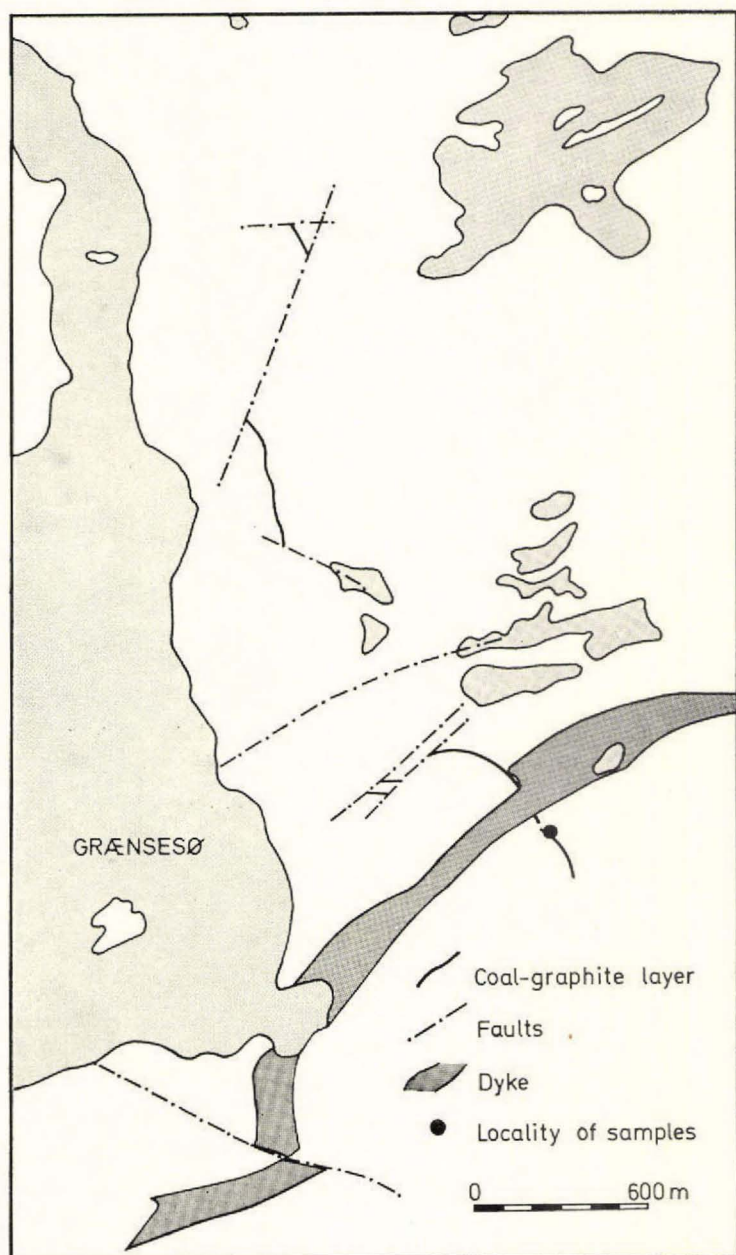 GRÆNSESØ
Coal-graphite layer
Faults
Dyke
Locality of samples
0 600 m